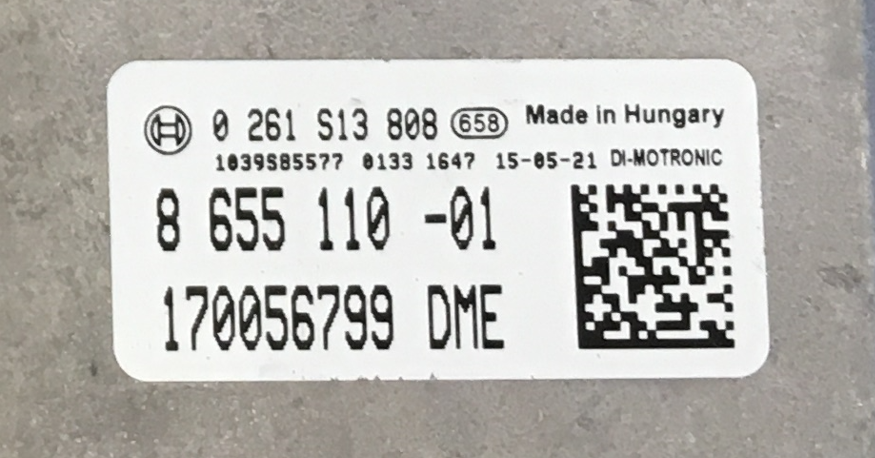 0 261 S13 808 658 Made in Hungary
1039S85577 0133 1647 15-05-21 DI-MOTRONIC
8 655 110 -01
170056799 DME